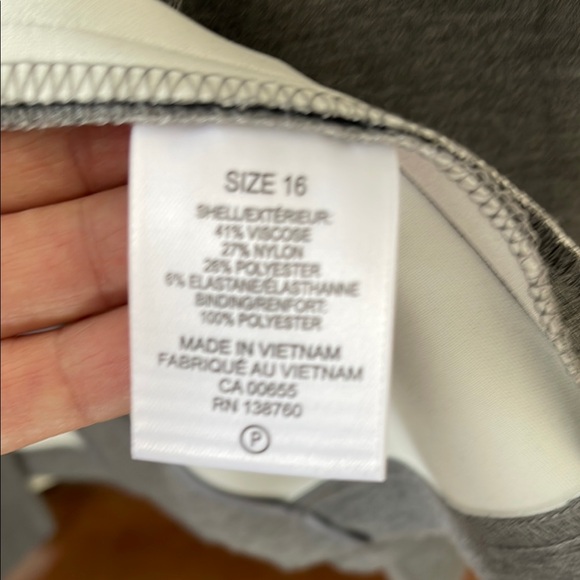 SIZE 16
SHELL/EXTÉRIEUR:
41% VISCOSE
27% NYLON
26% POLYESTER
6% ELASTANE/ÉLASTHANNE
BINDING/RENFORT:
100% POLYESTER
MADE IN VIETNAM
FABRIQUÉ AU VIETNAM
CA 00655
RN 138760
P